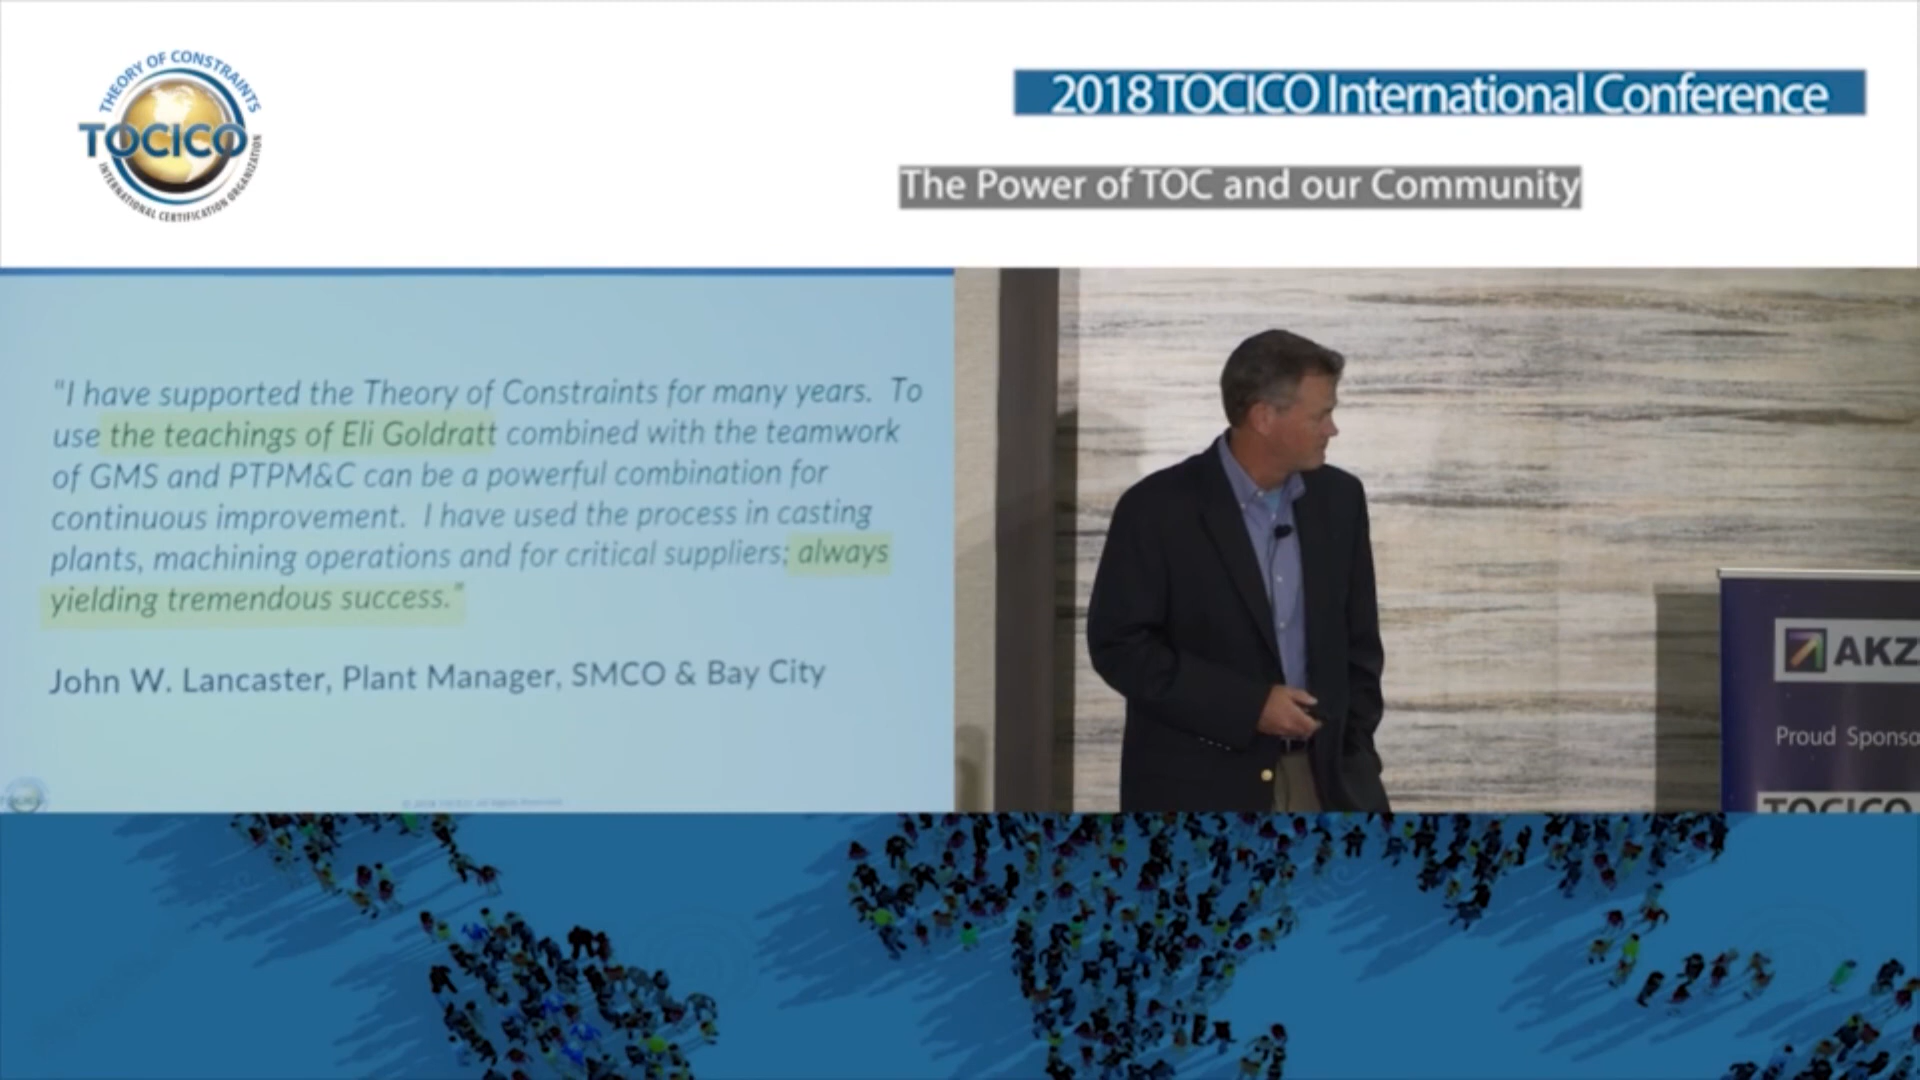 THEORY OF CONSTRAINTS
TOCICO
INTERNATIONAL CERTIFICATION ORGANIZATION
2018 TOCICO International Conference
The Power of TOC and our Community
"I have supported the Theory of Constraints for many years. To
use the teachings of Eli Goldratt combined with the teamwork
of GMS and PTPM&C can be a powerful combination for
continuous improvement. I have used the process in casting
plants, machining operations and for critical suppliers; always
yielding tremendous success."
John W. Lancaster, Plant Manager, SMCO & Bay City
AKZ
Proud Sponso
TOCICO